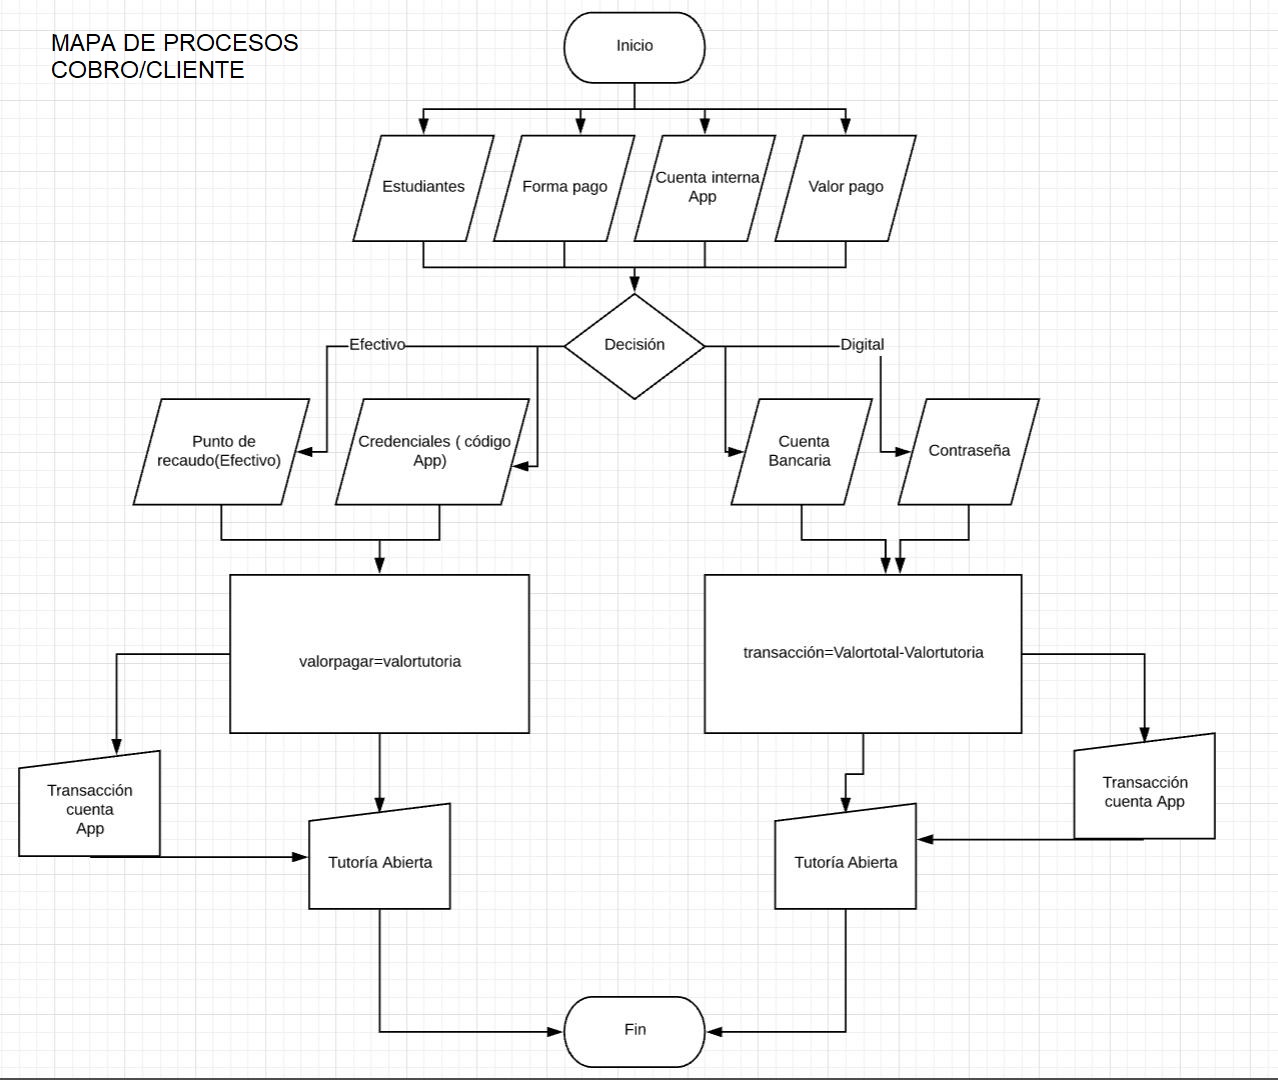 MAPA DE PROCESOS
COBRO/CLIENTE
Inicio
Estudiantes
Forma pago
Cuenta interna
App
Valor pago
Decisión
Efectivo
Digital
Punto de
recaudo(Efectivo)
Credenciales ( código
App)
Cuenta
Bancaria
Contraseña
valorpagar=valortutoria
transacción=Valortotal-Valortutoria
Transacción
cuenta
App
Tutoría Abierta
Tutoría Abierta
Transacción
cuenta App
Fin